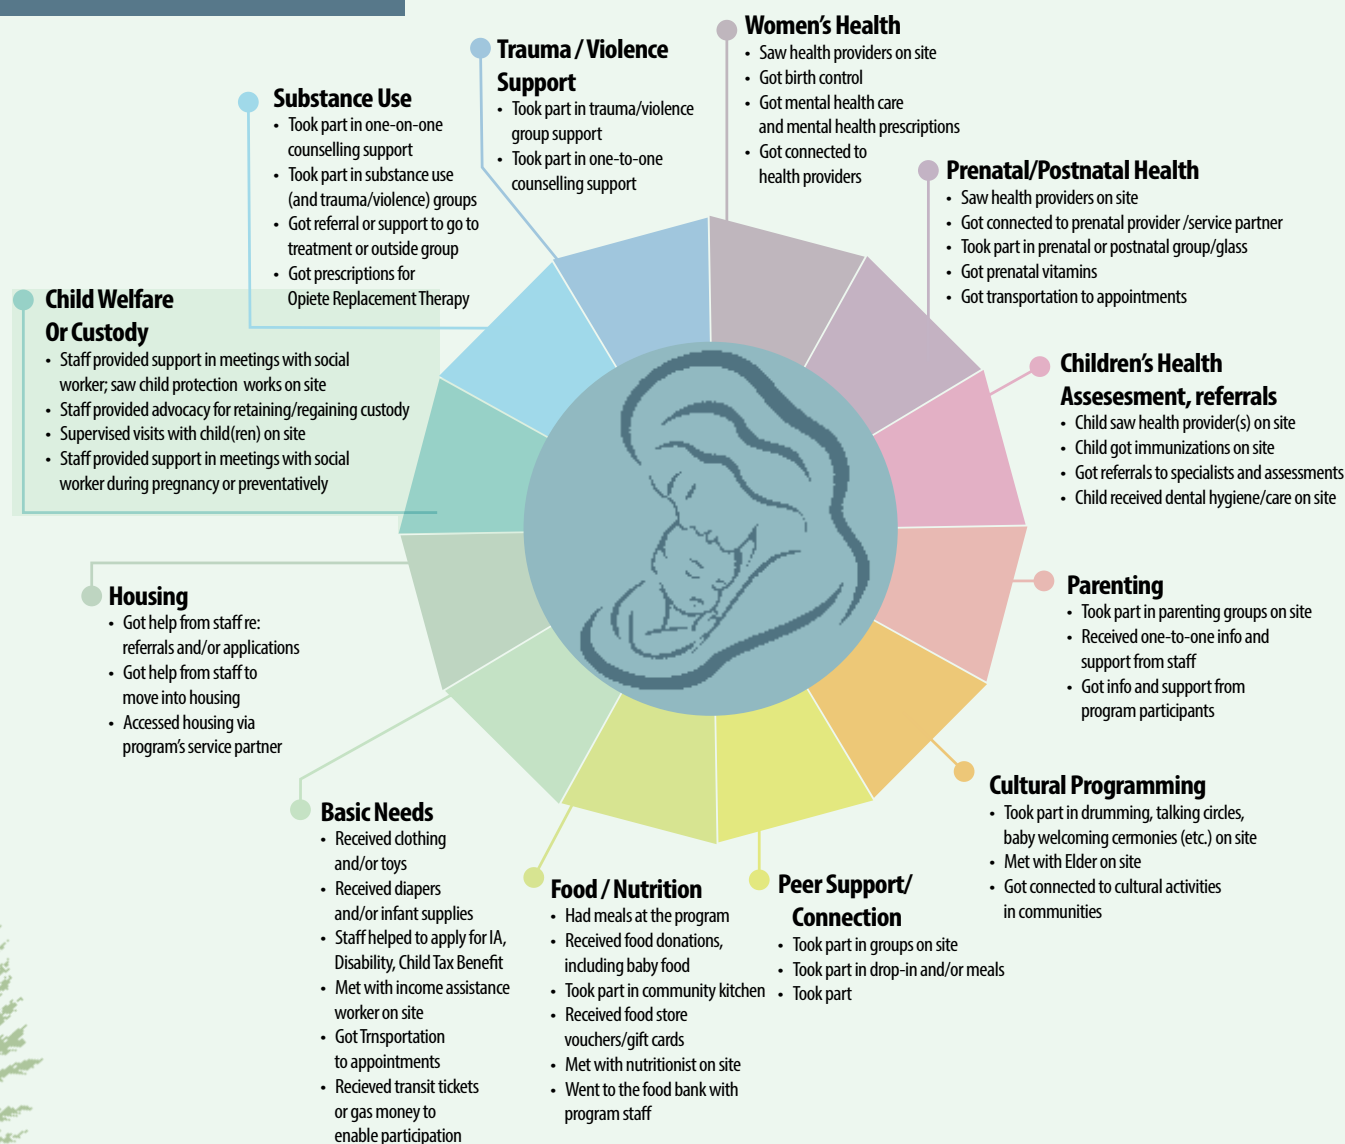 Women's Health
• Saw health providers on site
• Got birth control
• Got mental health care
and mental health prescriptions
• Got connected to
health providers
Trauma / Violence
Support
• Took part in trauma/violence
group support
• Took part in one-to-one
counselling support
Substance Use
• Took part in one-on-one
counselling support
• Took part in substance use
(and trauma/violence) groups
• Got referral or support to go to
treatment or outside group
• Got prescriptions for
Opiete Replacement Therapy
Prenatal/Postnatal Health
• Saw health providers on site
• Got connected to prenatal provider /service partner
• Took part in prenatal or postnatal group/glass
• Got prenatal vitamins
• Got transportation to appointments
Child Welfare
Or Custody
• Staff provided support in meetings with social
worker; saw child protection works on site
• Staff provided advocacy for retaining/regaining custody
• Supervised visits with child(ren) on site
• Staff provided support in meetings with social
worker during pregnancy or preventatively
Children's Health
Assesesment, referrals
• Child saw health provider(s) on site
• Child got immunizations on site
• Got referrals to specialists and assessments
• Child received dental hygiene/care on site
Housing
• Got help from staff re:
referrals and/or applications
• Got help from staff to
move into housing
• Accessed housing via
program's service partner
Parenting
• Took part in parenting groups on site
• Received one-to-one info and
support from staff
• Got info and support from
program participants
Cultural Programming
• Took part in drumming, talking circles,
baby welcoming cermonies (etc.) on site
• Met with Elder on site
• Got connected to cultural activities
in communities
Basic Needs
• Received clothing
and/or toys
• Received diapers
and/or infant supplies
• Staff helped to apply for IA,
Disability, Child Tax Benefit
• Met with income assistance
worker on site
• Got Trnsportation
to appointments
• Recieved transit tickets
or gas money to
enable participation
Food / Nutrition
• Had meals at the program
• Received food donations,
including baby food
• Took part in community kitchen
• Received food store
vouchers/gift cards
• Met with nutritionist on site
• Went to the food bank with
program staff
Peer Support/
Connection
• Took part in groups on site
• Took part in drop-in and/or meals
• Took part